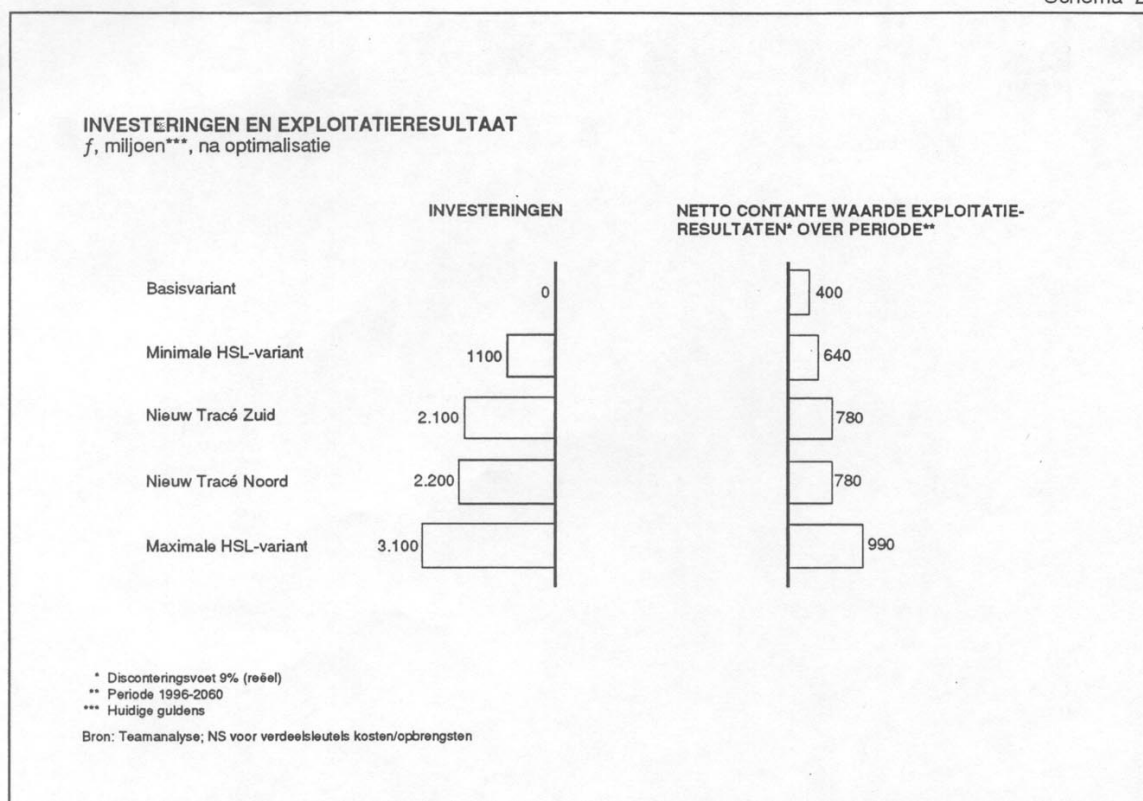 INVESTERINGEN EN EXPLOITATIERESULTAAT
ƒ, miljoen***, na optimalisatie
INVESTERINGEN
NETTO CONTANTE WAARDE EXPLOITATIE-
RESULTATEN* OVER PERIODE**
Basisvariant 0 400
Minimale HSL-variant 1100 640
Nieuw Tracé Zuid 2.100 780
Nieuw Tracé Noord 2.200 780
Maximale HSL-variant 3.100 990
* Disconteringsvoet 9% (reëel)
** Periode 1996-2060
*** Huidige guldens
Bron: Teamanalyse; NS voor verdeelsleutels kosten/opbrengsten